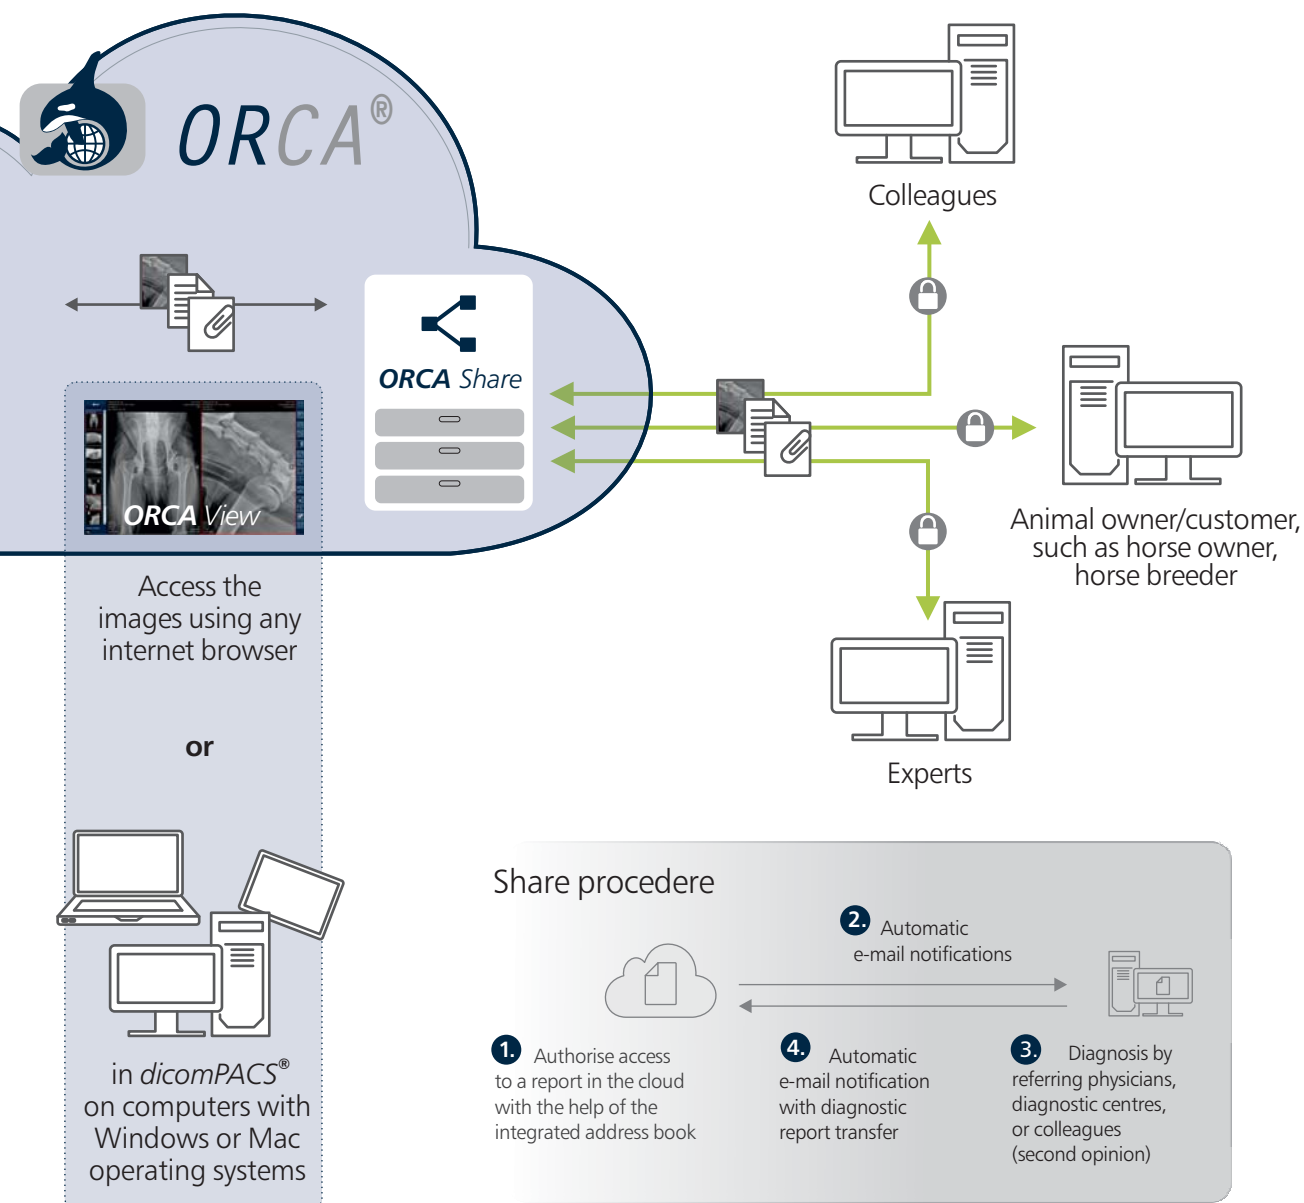 ORCA®
Colleagues
ORCA Share
ORCA View
Animal owner/customer,
such as horse owner,
horse breeder
Access the
images using any
internet browser
or
Experts
in dicomPACS®
on computers with
Windows or Mac
operating systems
Share procedere
1. Authorise access
to a report in the cloud
with the help of the
integrated address book
2. Automatic
e-mail notifications
3. Diagnosis by
referring physicians,
diagnostic centres,
or colleagues
(second opinion)
4. Automatic
e-mail notification
with diagnostic
report transfer